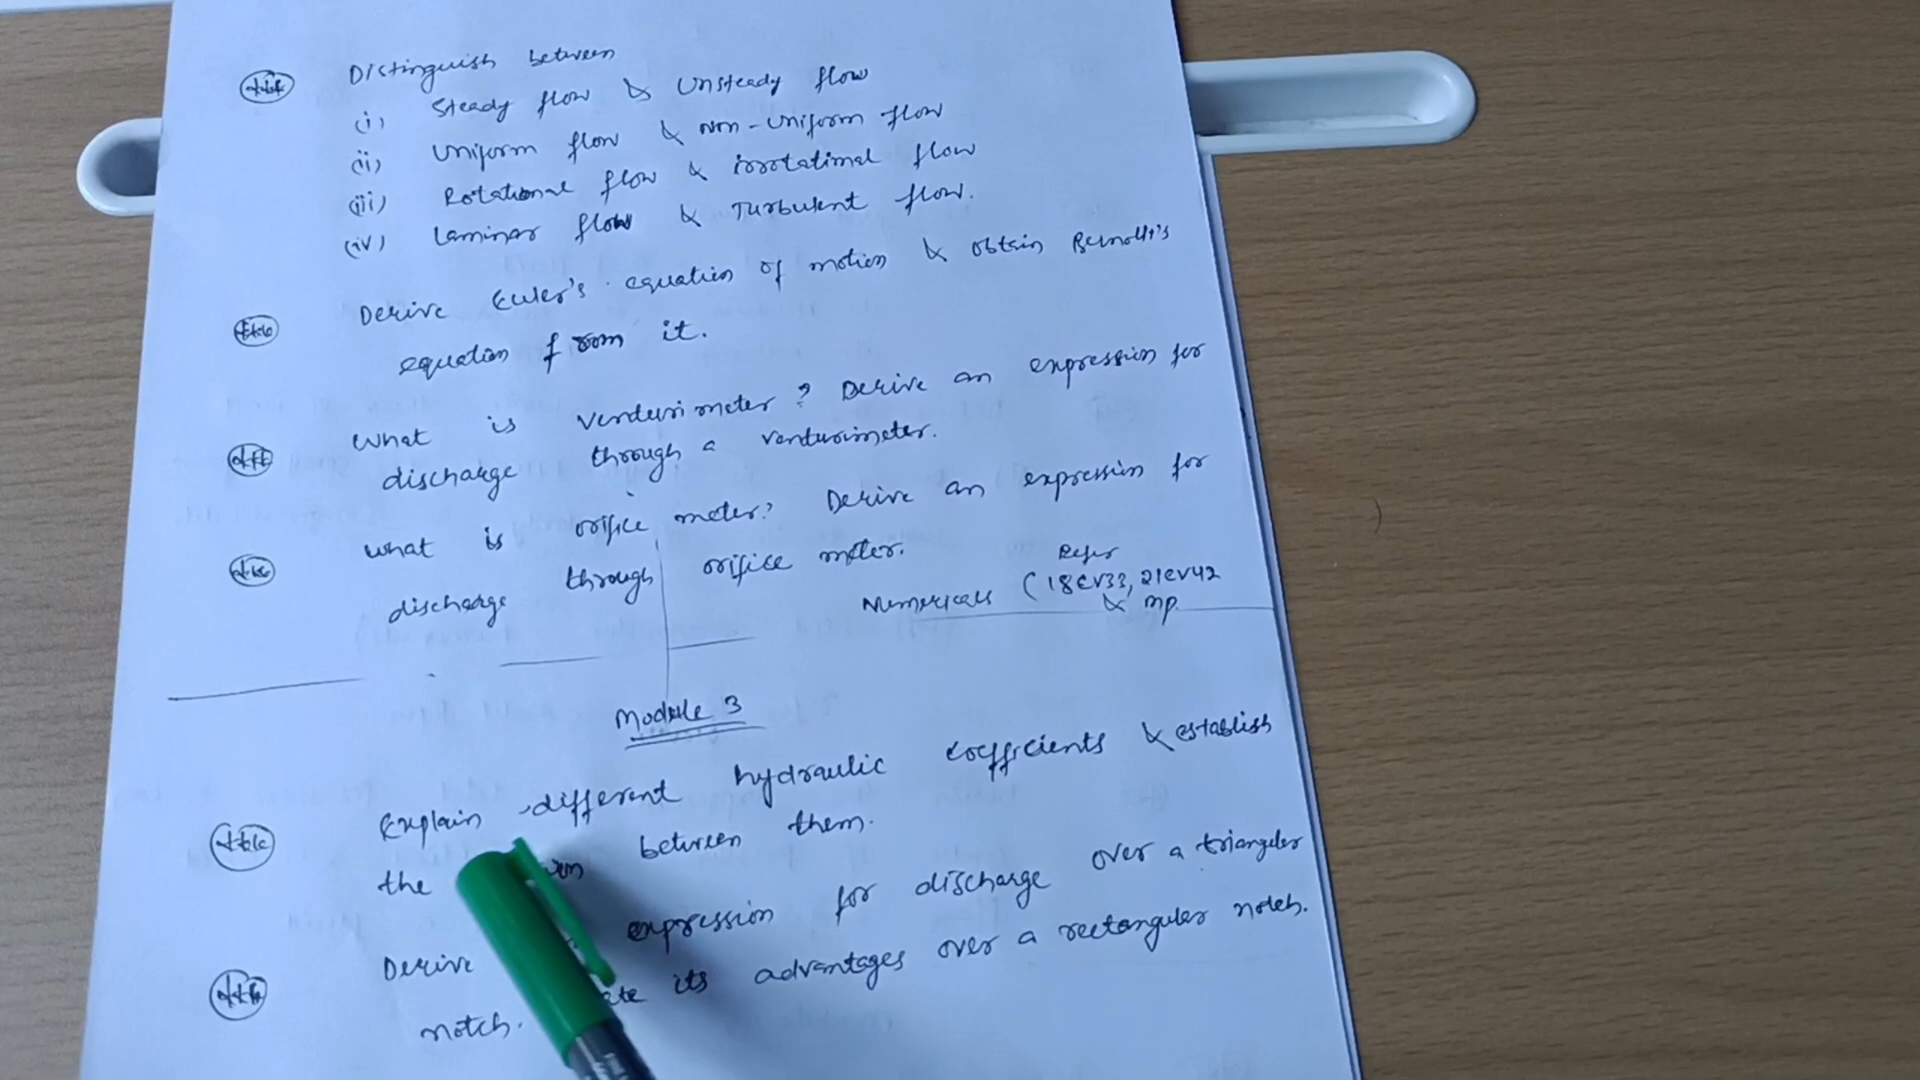 Distinguish between
(i) Steady flow & Unsteady flow
(ii) Uniform flow & Non-Uniform flow
(iii) Rotational flow & irrotational flow
(iv) Laminar flow & Turbulent flow.
Derive Euler's equation of motion & obtain
equation from it.
What is venturimeter? Derive an expression for
discharge through a venturimeter.
What is orifice meter? Derive an expression for
discharge through orifice meter.
Refer
Numericals (18CV33, 21CV42
& MP.
Module 3
Explain different hydraulic coefficients & establish
the between them.
Derive expression for discharge over a triangular
notch. its advantages over a rectangular notch.